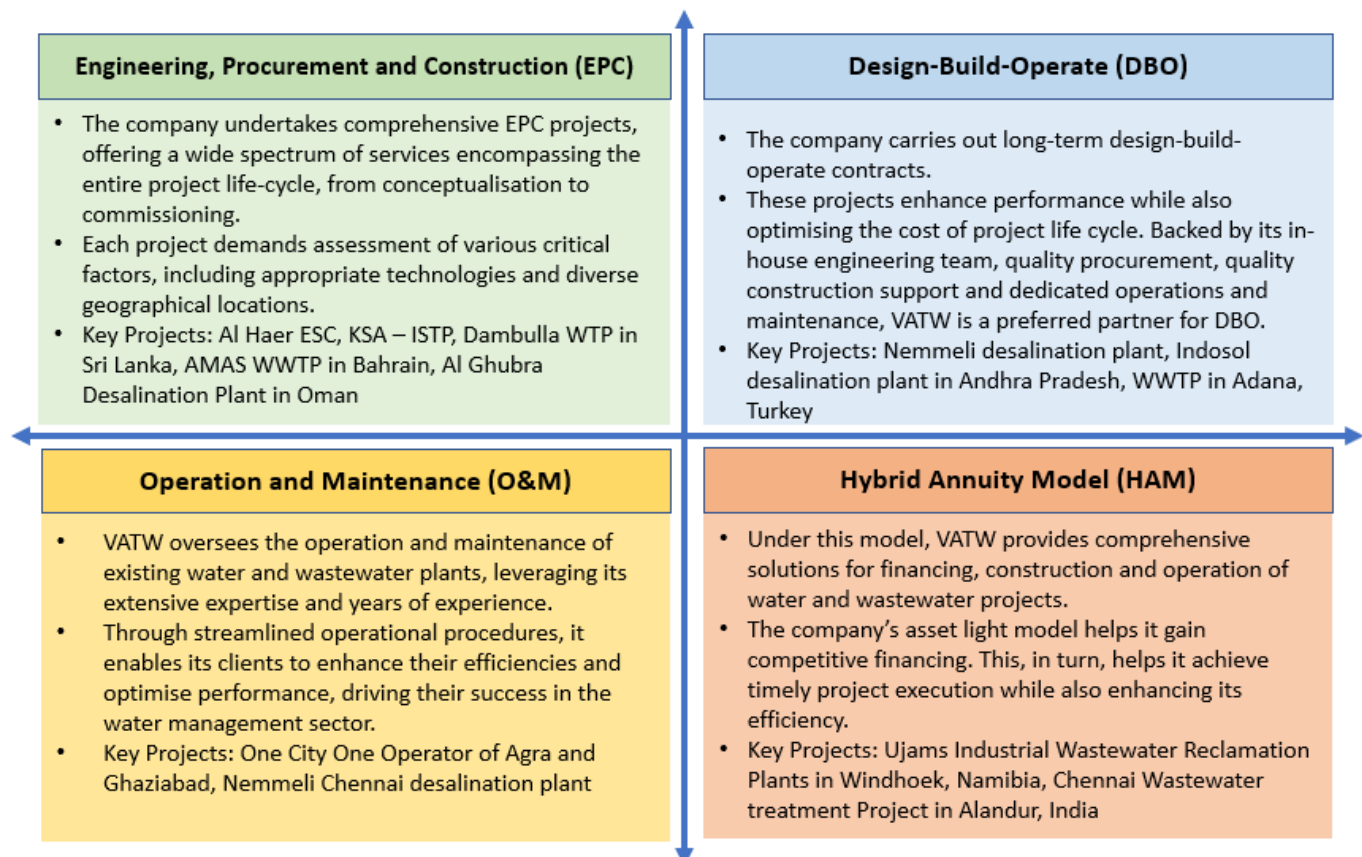 Engineering, Procurement and Construction (EPC)
• The company undertakes comprehensive EPC projects,
offering a wide spectrum of services encompassing the
entire project life-cycle, from conceptualisation to
commissioning.
• Each project demands assessment of various critical
factors, including appropriate technologies and diverse
geographical locations.
• Key Projects: Al Haer ESC, KSA – ISTP, Dambulla WTP in
Sri Lanka, AMAS WWTP in Bahrain, Al Ghubra
Desalination Plant in Oman
Design-Build-Operate (DBO)
• The company carries out long-term design-build-
operate contracts.
• These projects enhance performance while also
optimising the cost of project life cycle. Backed by its in-
house engineering team, quality procurement, quality
construction support and dedicated operations and
maintenance, VATW is a preferred partner for DBO.
• Key Projects: Nemmeli desalination plant, Indosol
desalination plant in Andhra Pradesh, WWTP in Adana,
Turkey
Operation and Maintenance (O&M)
• VATW oversees the operation and maintenance of
existing water and wastewater plants, leveraging its
extensive expertise and years of experience.
• Through streamlined operational procedures, it
enables its clients to enhance their efficiencies and
optimise performance, driving their success in the
water management sector.
• Key Projects: One City One Operator of Agra and
Ghaziabad, Nemmeli Chennai desalination plant
Hybrid Annuity Model (HAM)
• Under this model, VATW provides comprehensive
solutions for financing, construction and operation of
water and wastewater projects.
• The company's asset light model helps it gain
competitive financing. This, in turn, helps it achieve
timely project execution while also enhancing its
efficiency.
• Key Projects: Ujams Industrial Wastewater Reclamation
Plants in Windhoek, Namibia, Chennai Wastewater
treatment Project in Alandur, India